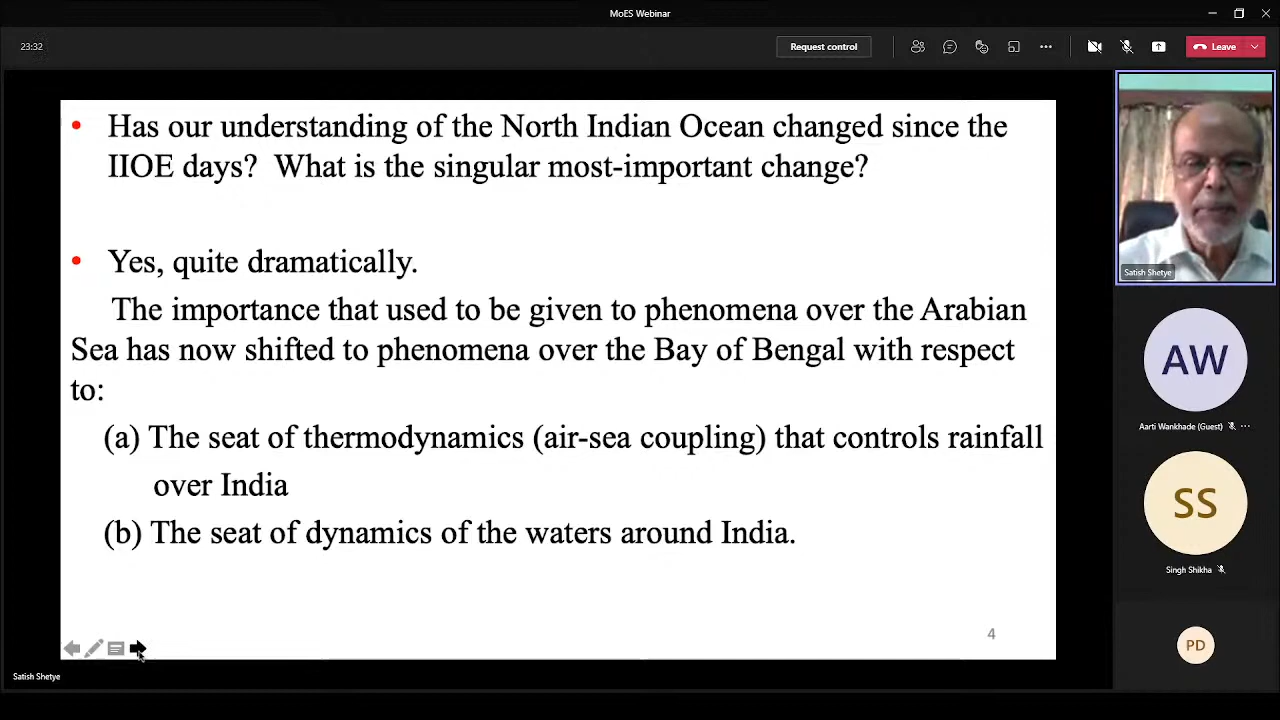 MoES Webinar
23:32
Request control
Leave
• Has our understanding of the North Indian Ocean changed since the
IIOE days? What is the singular most-important change?
• Yes, quite dramatically.
The importance that used to be given to phenomena over the Arabian
Sea has now shifted to phenomena over the Bay of Bengal with respect
to:
(a) The seat of thermodynamics (air-sea coupling) that controls rainfall
over India
(b) The seat of dynamics of the waters around India.
4
Satish Shetye
Satish Shetye
AW
Aarti Wankhade (Guest)
SS
Singh Shikha
PD